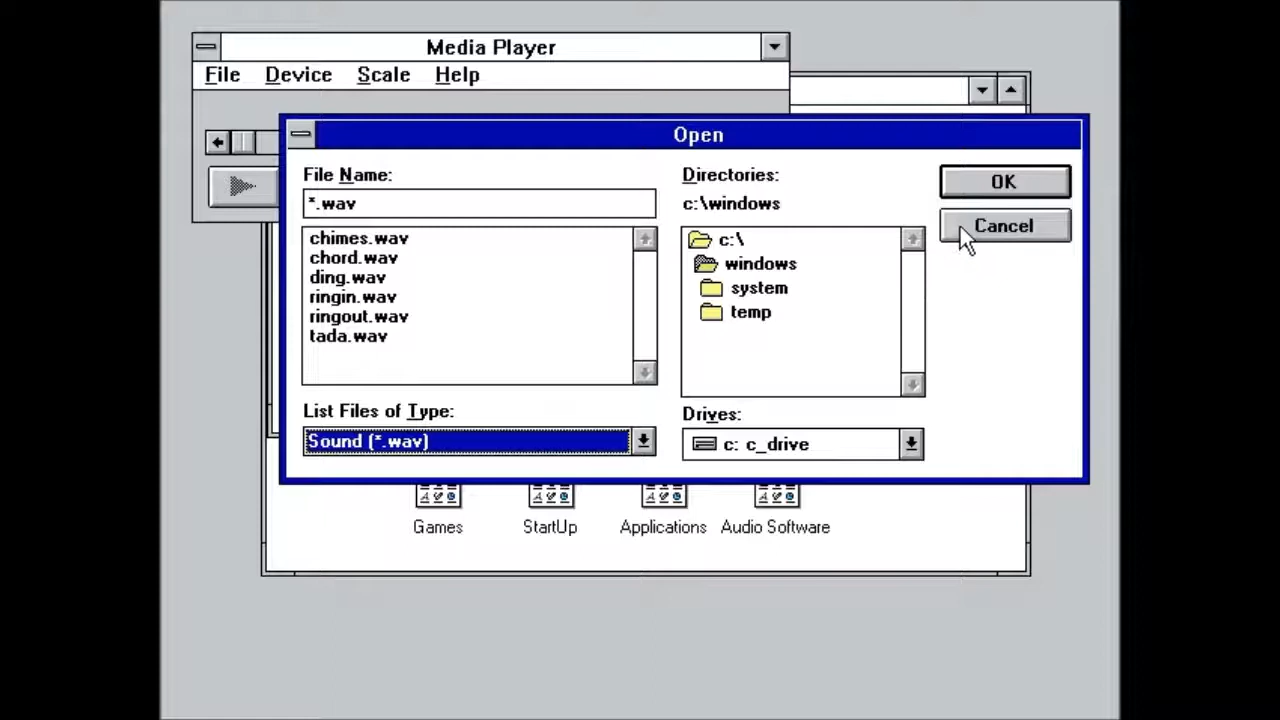 Media Player
File Device Scale Help
Open
File Name:
*.wav
chimes.wav
chord.wav
ding.wav
ringin.wav
ringout.wav
tada.wav
List Files of Type:
Sound (*.wav)
Directories:
c:\windows
c:\
windows
system
temp
Drives:
c: c_drive
OK
Cancel
Games
StartUp
Applications
Audio Software